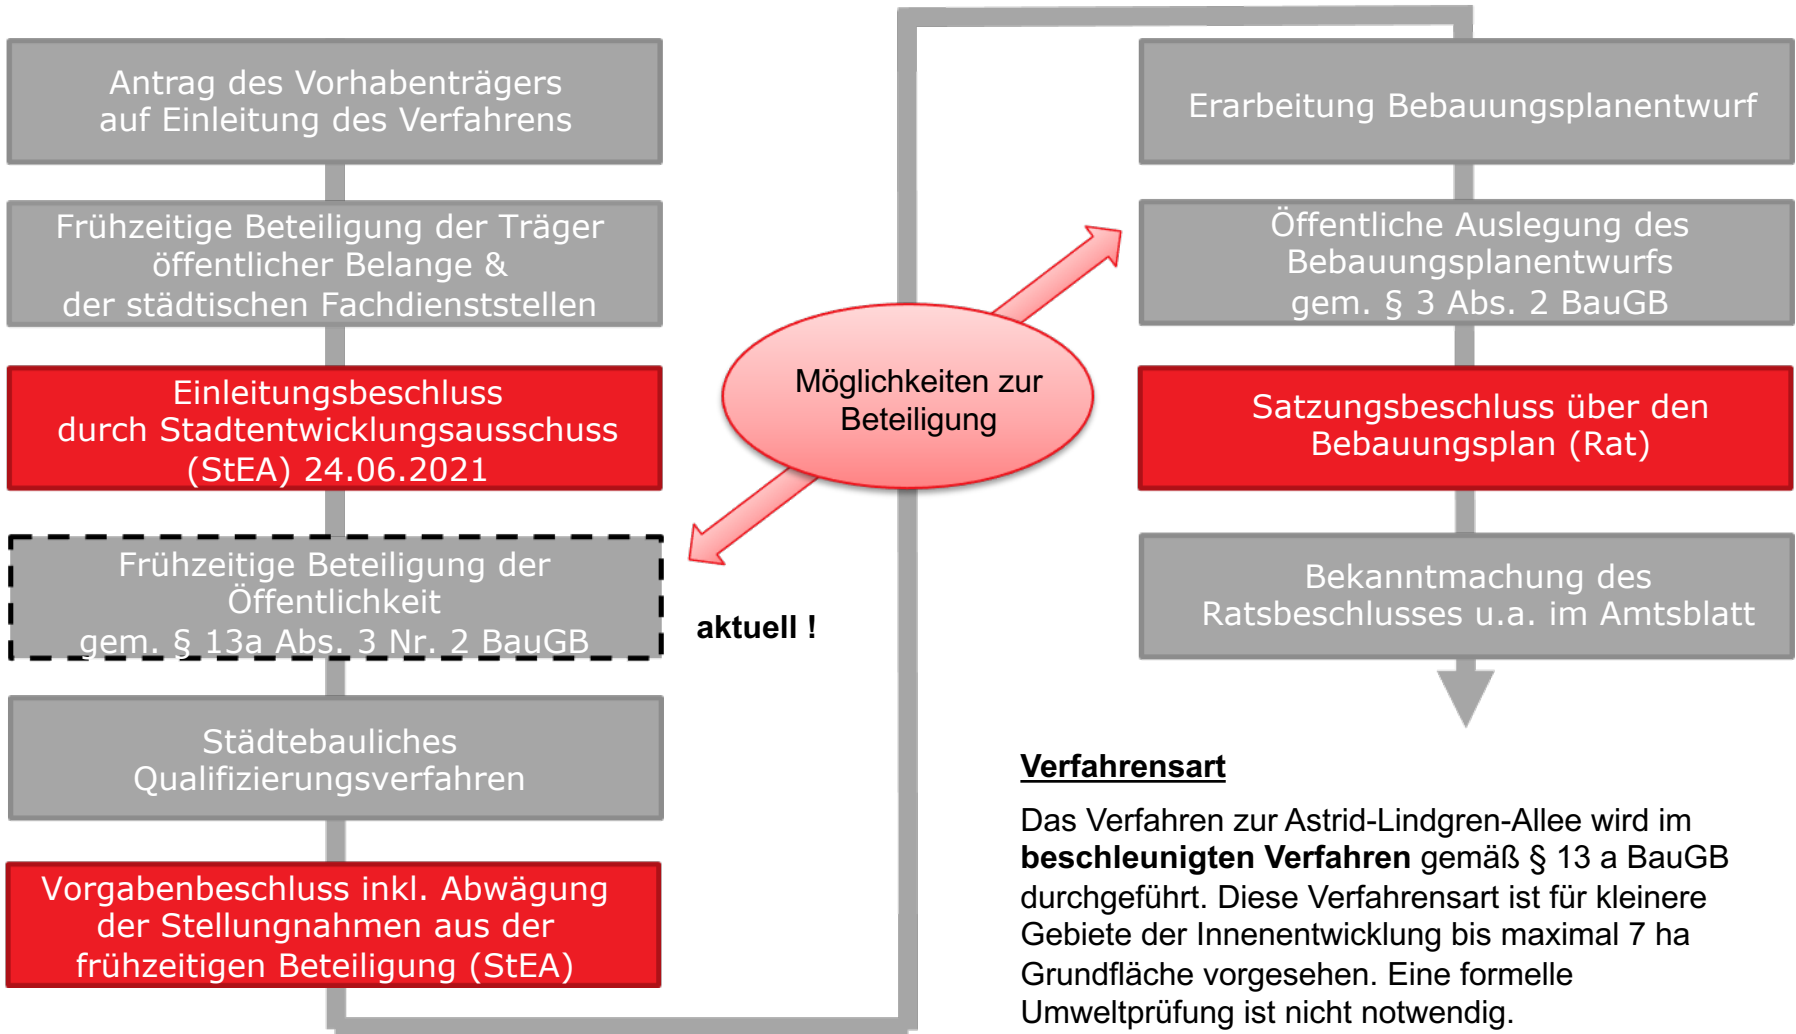 Antrag des Vorhabenträgers
auf Einleitung des Verfahrens
Frühzeitige Beteiligung der Träger
öffentlicher Belange &
der städtischen Fachdienststellen
Einleitungsbeschluss
durch Stadtentwicklungsausschuss
(StEA) 24.06.2021
Frühzeitige Beteiligung der
Öffentlichkeit
gem. § 13a Abs. 3 Nr. 2 BauGB
aktuell !
Städtebauliches
Qualifizierungsverfahren
Vorgabenbeschluss inkl. Abwägung
der Stellungnahmen aus der
frühzeitigen Beteiligung (StEA)
Möglichkeiten zur
Beteiligung
Erarbeitung Bebauungsplanentwurf
Öffentliche Auslegung des
Bebauungsplanentwurfs
gem. § 3 Abs. 2 BauGB
Satzungsbeschluss über den
Bebauungsplan (Rat)
Bekanntmachung des
Ratsbeschlusses u.a. im Amtsblatt
Verfahrensart
Das Verfahren zur Astrid-Lindgren-Allee wird im
beschleunigten Verfahren gemäß § 13 a BauGB
durchgeführt. Diese Verfahrensart ist für kleinere
Gebiete der Innenentwicklung bis maximal 7 ha
Grundfläche vorgesehen. Eine formelle
Umweltprüfung ist nicht notwendig.